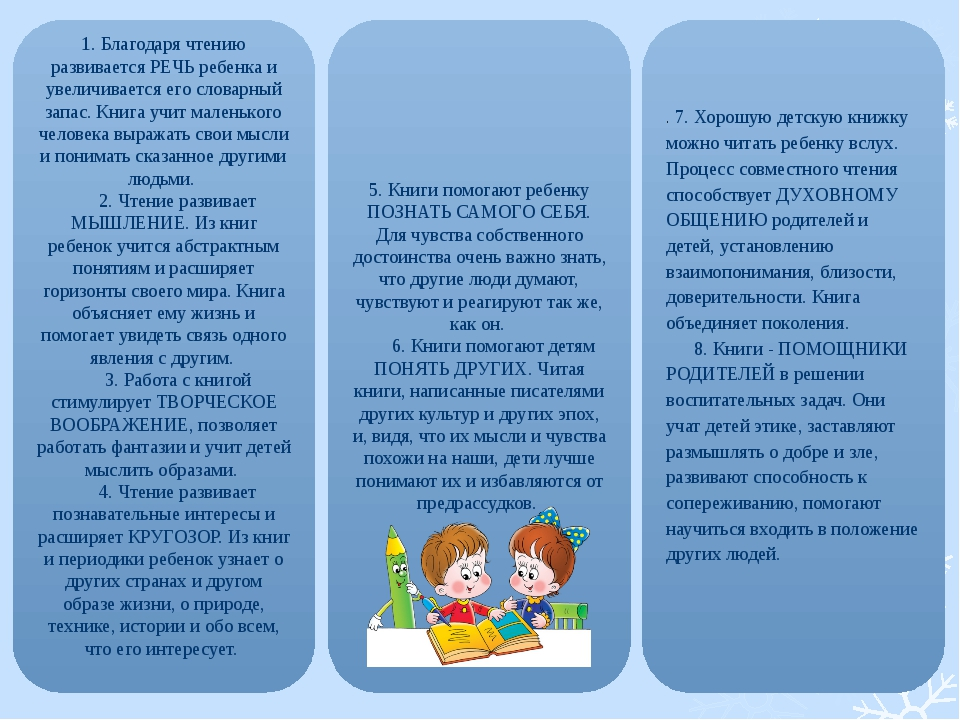 1. Благодаря чтению
развивается РЕЧЬ ребенка и
увеличивается его словарный
запас. Книга учит маленького
человека выражать свои мысли
и понимать сказанное другими
людьми.
2. Чтение развивает
МЫШЛЕНИЕ. Из книг
ребенок учится абстрактным
понятиям и расширяет
горизонты своего мира. Книга
объясняет ему жизнь и
помогает увидеть связь одного
явления с другим.
3. Работа с книгой
стимулирует ТВОРЧЕСКОЕ
ВООБРАЖЕНИЕ, позволяет
работать фантазии и учит детей
мыслить образами.
4. Чтение развивает
познавательные интересы и
расширяет КРУГОЗОР. Из книг
и периодики ребенок узнает о
других странах и другом
образе жизни, о природе,
технике, истории и обо всем,
что его интересует.
5. Книги помогают ребенку
ПОЗНАТЬ САМОГО СЕБЯ.
Для чувства собственного
достоинства очень важно знать,
что другие люди думают,
чувствуют и реагируют так же,
как он.
6. Книги помогают детям
ПОНЯТЬ ДРУГИХ. Читая
книги, написанные писателями
других культур и других эпох,
и, видя, что их мысли и чувства
похожи на наши, дети лучше
понимают их и избавляются от
предрассудков.
. 7. Хорошую детскую книжку
можно читать ребенку вслух.
Процесс совместного чтения
способствует ДУХОВНОМУ
ОБЩЕНИЮ родителей и
детей, установлению
взаимопонимания, близости,
доверительности. Книга
объединяет поколения.
8. Книги - ПОМОЩНИКИ
РОДИТЕЛЕЙ в решении
воспитательных задач. Они
учат детей этике, заставляют
размышлять о добре и зле,
развивают способность к
сопереживанию, помогают
научиться входить в положение
других людей.